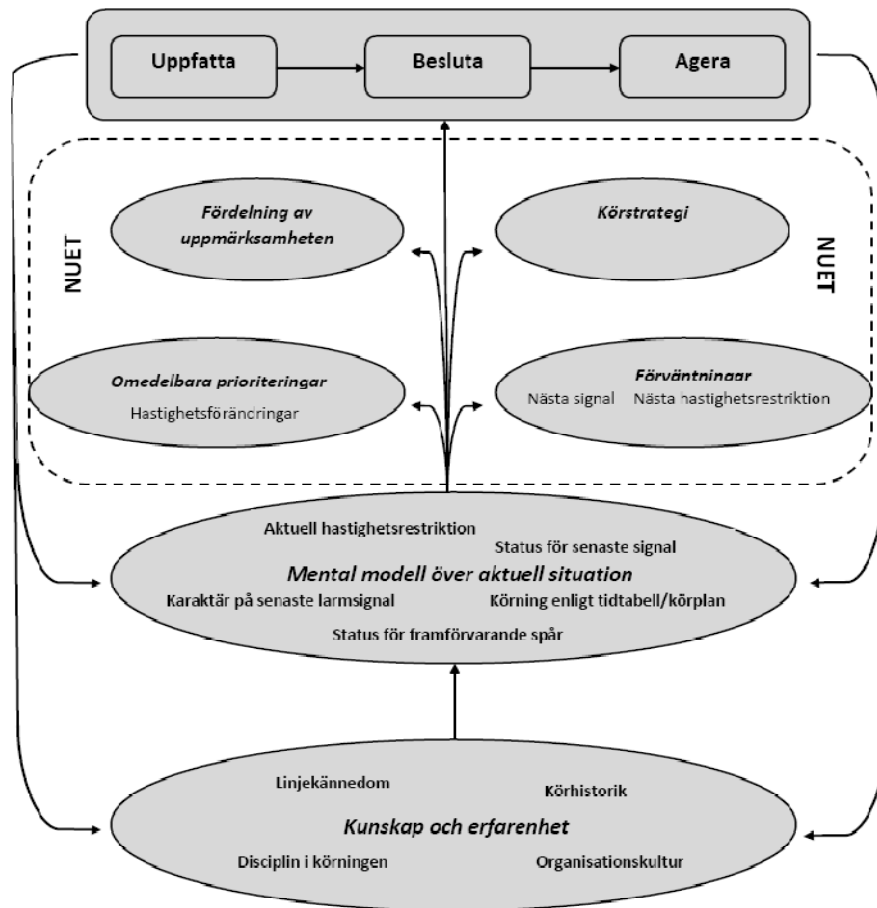 Uppfatta
Besluta
Agera
Fördelning av
uppmärksamheten
Körstrategi
NUET
NUET
Omedelbara prioriteringar
Hastighetsförändringar
Förväntningar
Nästa signal Nästa hastighetsrestriktion
Aktuell hastighetsrestriktion
Status för senaste signal
Mental modell över aktuell situation
Karaktär på senaste larmsignal
Körning enligt tidtabell/körplan
Status för framförvarande spår
Linjekännedom
Körhistorik
Kunskap och erfarenhet
Disciplin i körningen
Organisationskultur